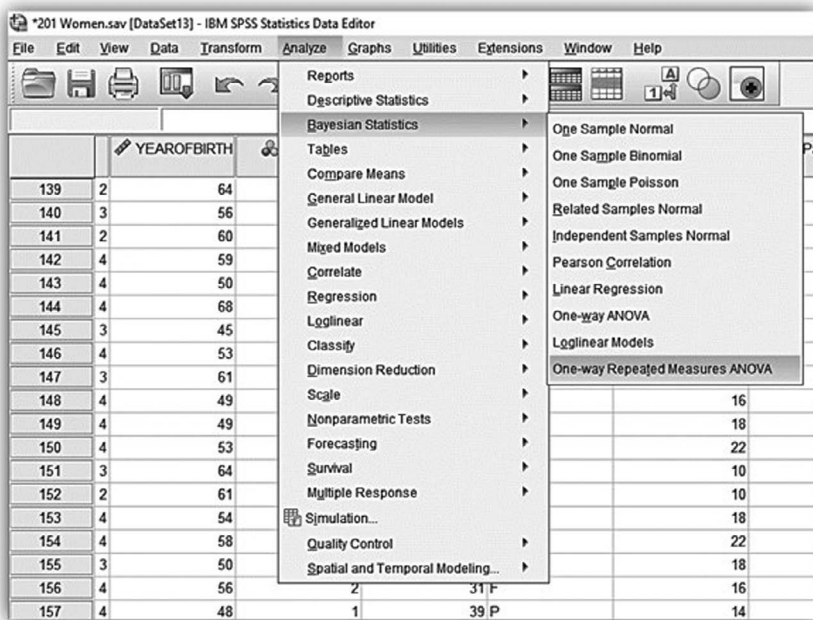 *201 Women.sav [DataSet13] - IBM SPSS Statistics Data Editor
File Edit View Data Transform Analyze Graphs Utilities Extensions Window Help
Reports
Descriptive Statistics
Bayesian Statistics
Tables
Compare Means
General Linear Model
Generalized Linear Models
Mixed Models
Correlate
Regression
Loglinear
Classify
Dimension Reduction
Scale
Nonparametric Tests
Forecasting
Survival
Multiple Response
Simulation...
Quality Control
Spatial and Temporal Modeling...
One Sample Normal
One Sample Binomial
One Sample Poisson
Related Samples Normal
Independent Samples Normal
Pearson Correlation
Linear Regression
One-way ANOVA
Loglinear Models
One-way Repeated Measures ANOVA
A
1
YEAROFBIRTH P
139 2 64
140 3 56
141 2 60
142 4 59
143 4 50
144 4 68
145 3 45
146 4 53
147 3 61
148 4 49 16
149 4 49 18
150 4 53 22
151 3 64 10
152 2 61 10
153 4 54 18
154 4 58 22
155 3 50 18
156 4 56 2 31 F 16
157 4 48 1 39 P 14